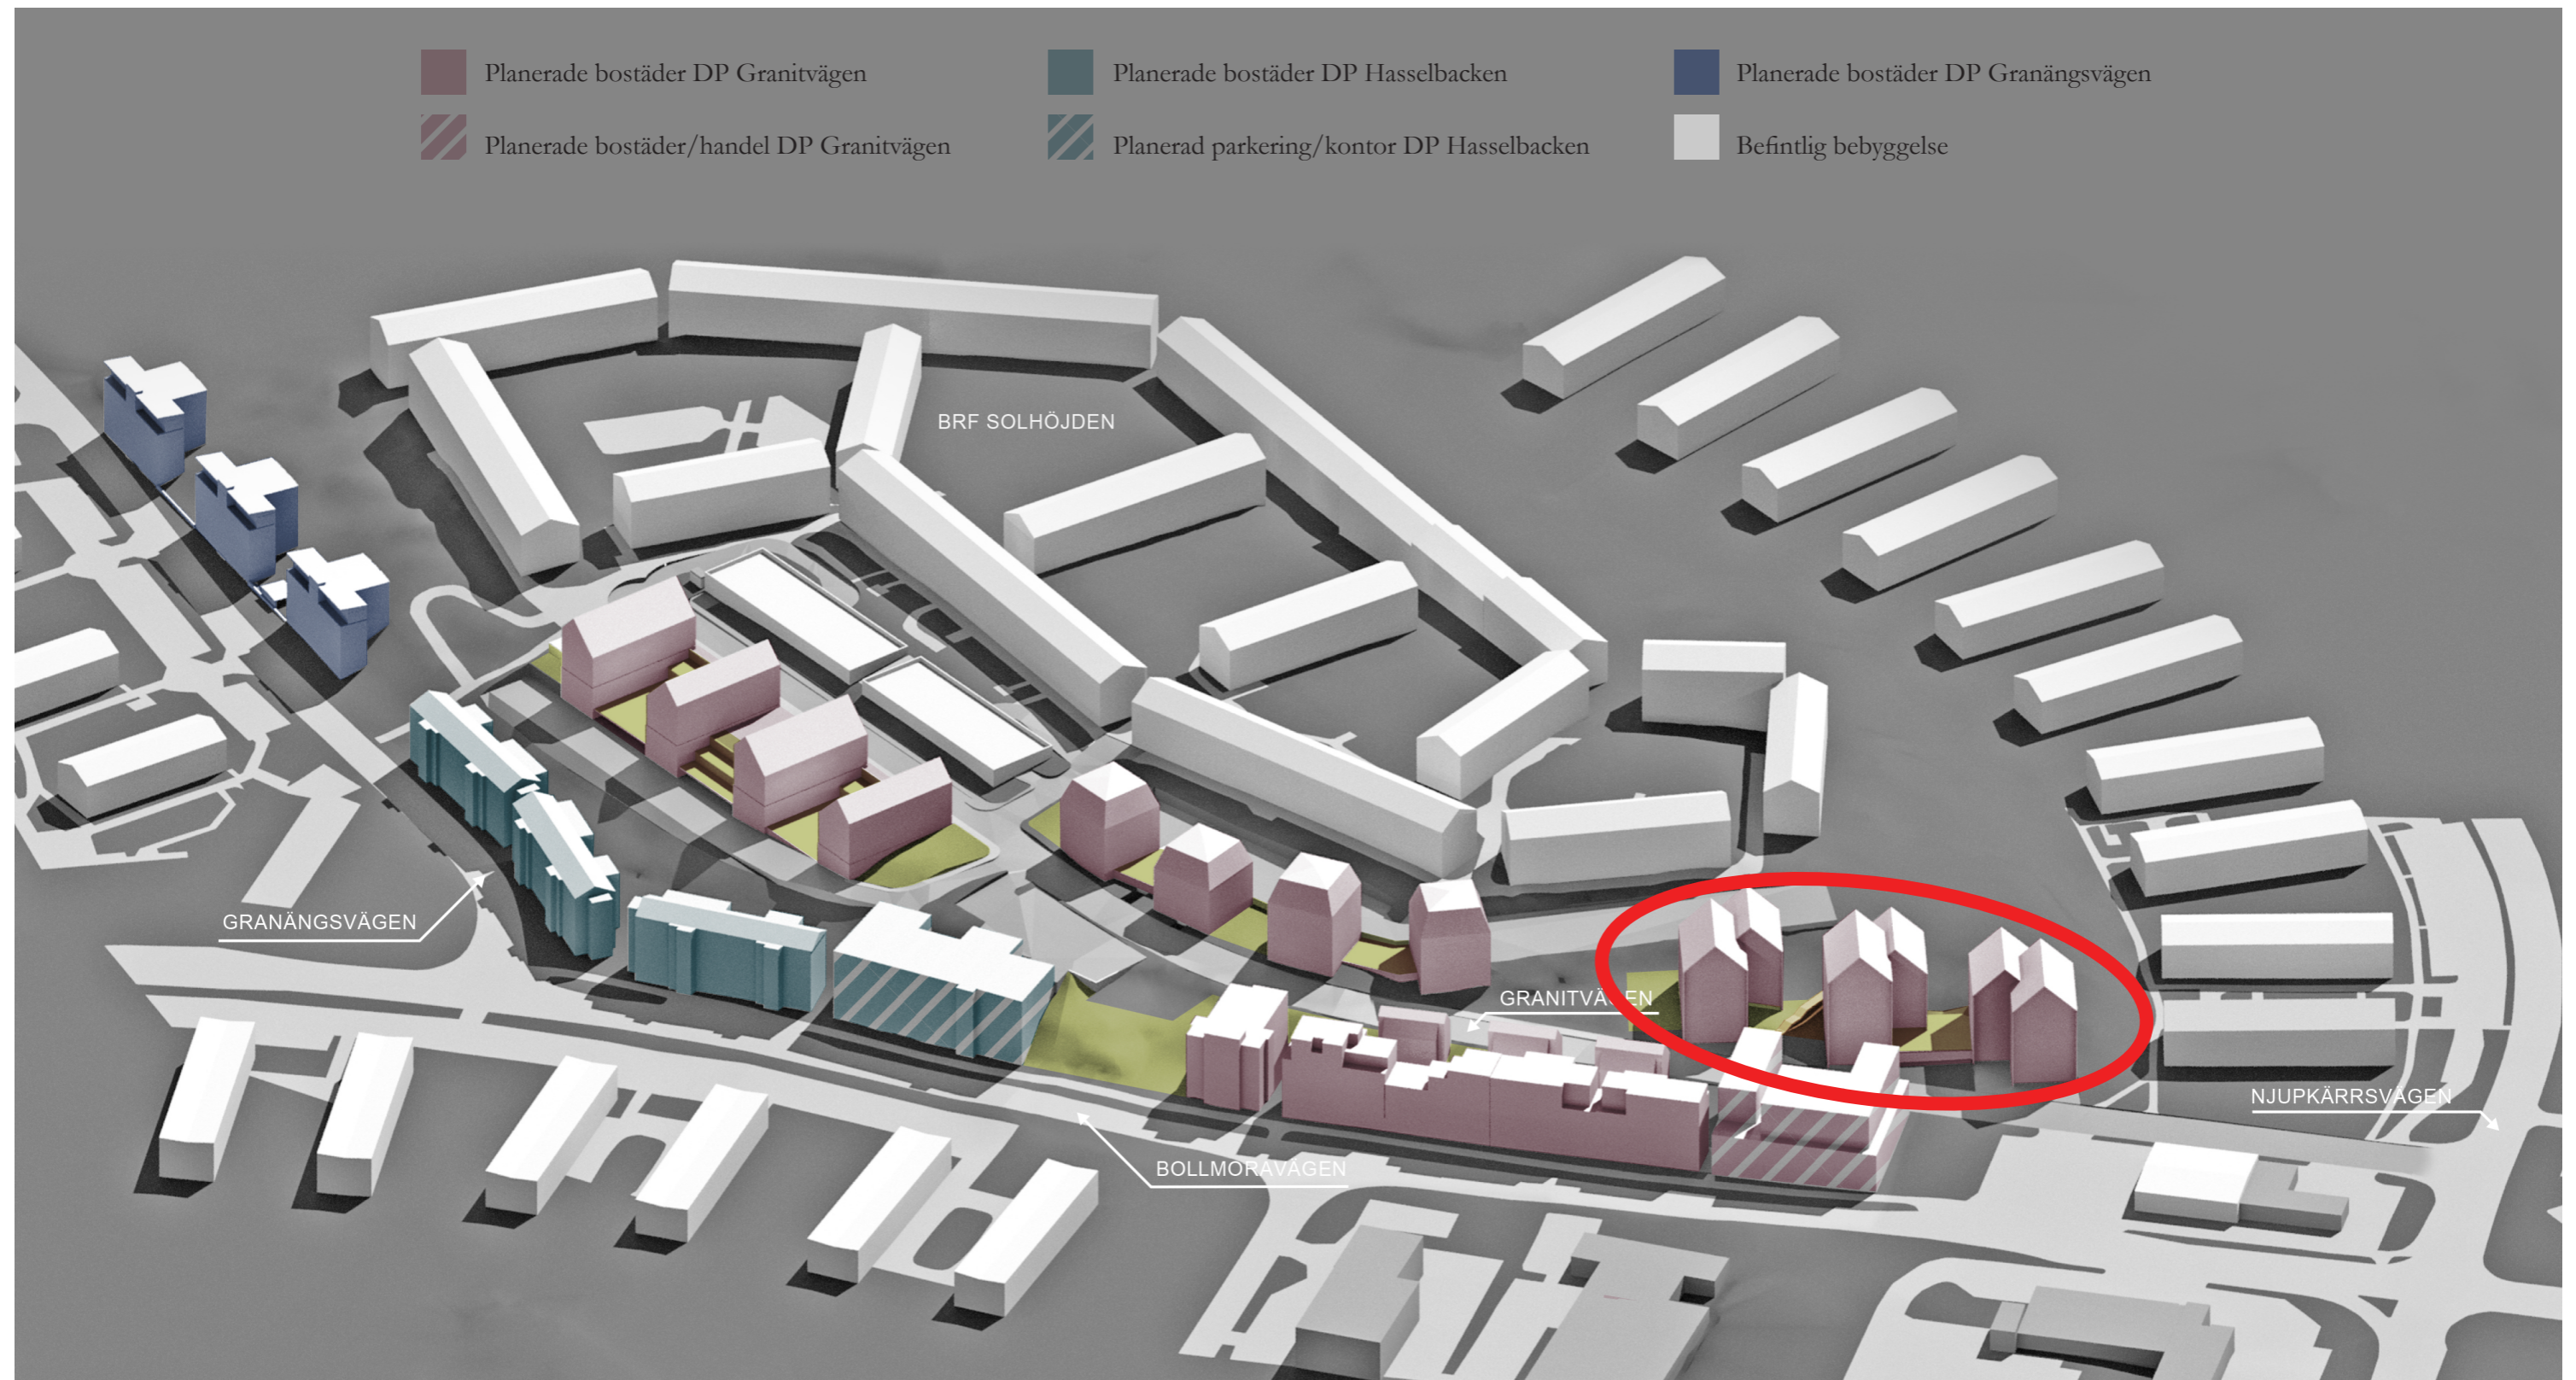 Planerade bostäder DP Granitvägen
Planerade bostäder DP Hasselbacken
Planerade bostäder DP Granängsvägen
Planerade bostäder/handel DP Granitvägen
Planerad parkering/kontor DP Hasselbacken
Befintlig bebyggelse
BRF SOLHÖJDEN
GRANÄNGSVÄGEN
GRANITVÄGEN
NJUPKÄRRSVÄGEN
BOLLMORAVÄGEN